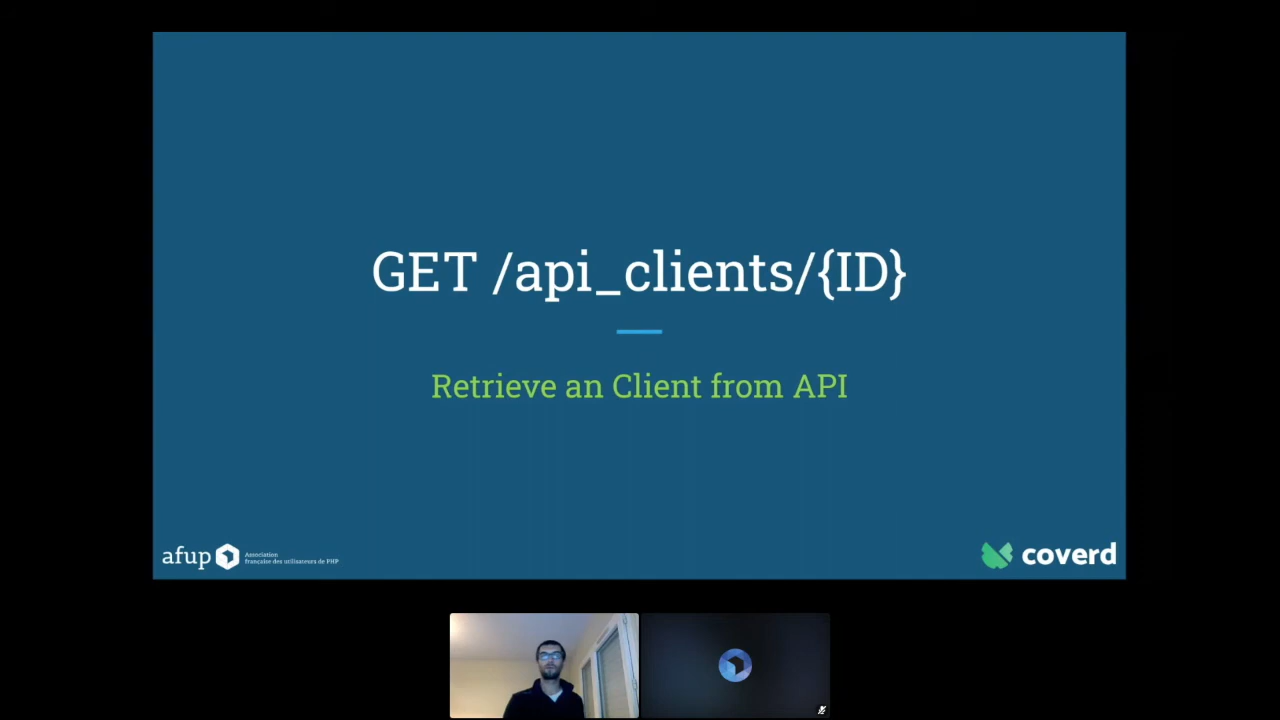 GET /api_clients/{ID}
Retrieve an Client from API
afup
Association
française des utilisateurs de PHP
coverd